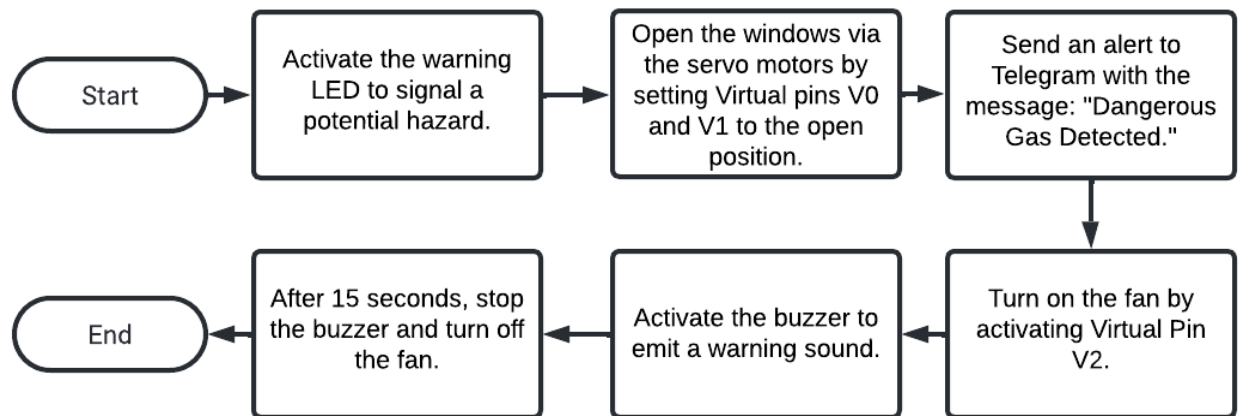 Start
Activate the warning
LED to signal a
potential hazard.
Open the windows via
the servo motors by
setting Virtual pins V0
and V1 to the open
position.
Send an alert to
Telegram with the
message: "Dangerous
Gas Detected."
Turn on the fan by
activating Virtual Pin
V2.
Activate the buzzer to
emit a warning sound.
After 15 seconds, stop
the buzzer and turn off
the fan.
End